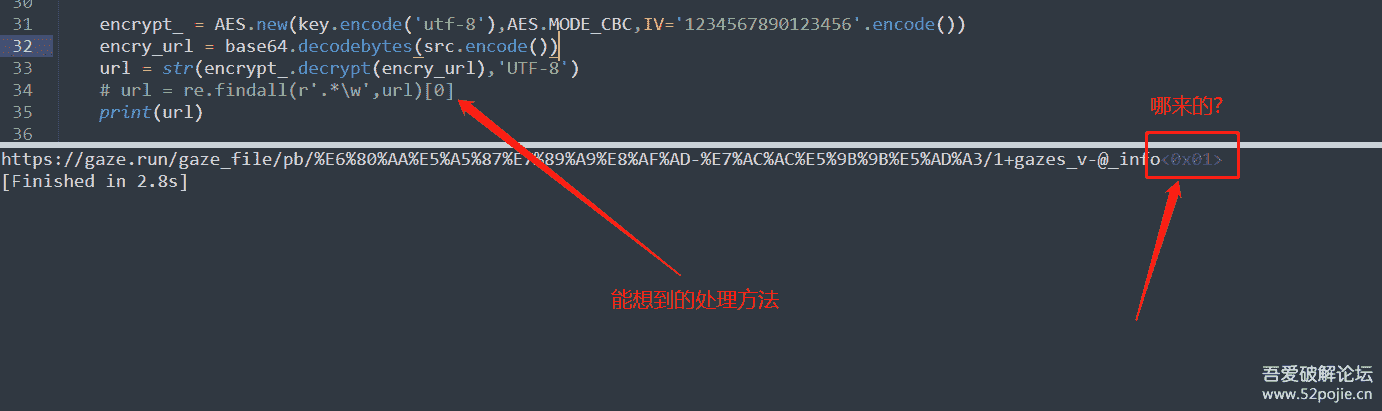 30
31 encrypt_ = AES.new(key.encode('utf-8'),AES.MODE_CBC,IV='1234567890123456'.encode())
32 encry_url = base64.decodebytes(src.encode())
33 url = str(encrypt_.decrypt(encry_url),'UTF-8')
34 # url = re.findall(r'.*\w',url)[0]
35 print(url)
36
哪来的?
https://gaze.run/gaze_file/pb/%E6%80%AA%E5%A5%87%E7%89%A9%E8%AF%AD-%E7%AC%AC%E5%9B%9B%E5%AD%A3/1+gazes_v-@_info<0x01>
[Finished in 2.8s]
能想到的处理方法
吾爱破解论坛
www.52pojie.cn